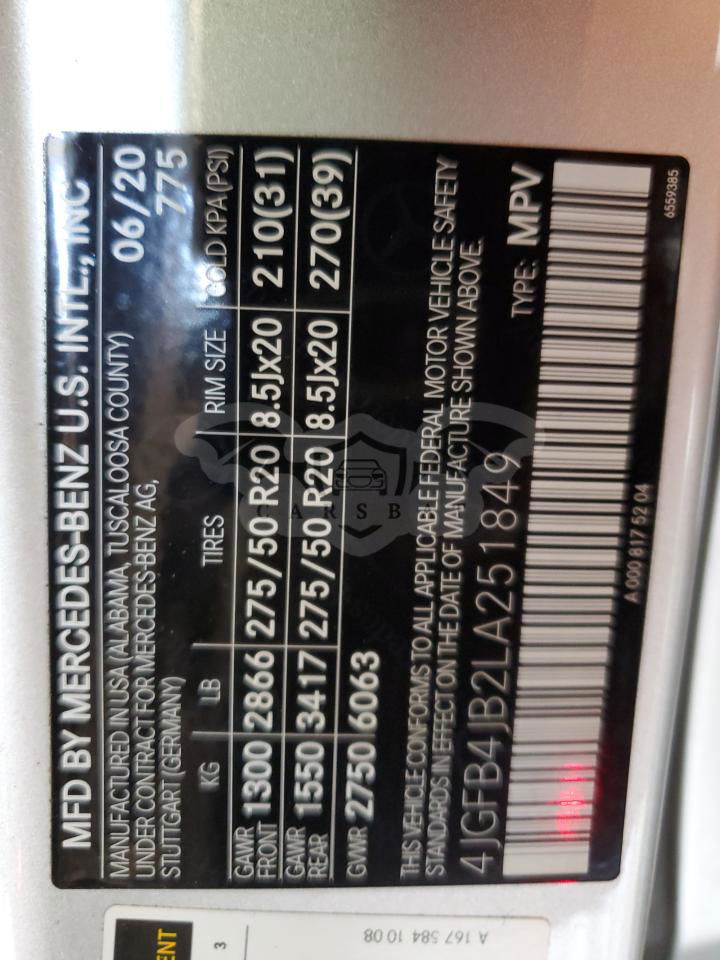 MFD BY MERCEDES-BENZ U.S. INTL., INC
MANUFACTURED IN USA (ALABAMA, TUSCALOOSA COUNTY) 06/20
UNDER CONTRACT FOR MERCEDES-BENZ AG,
STUTTGART (GERMANY) 775
KG LB TIRES RIM SIZE COLD KPA (PSI)
GAWR FRONT 1300 2866 275/50 R20 8.5Jx20 210(31)
GAWR REAR 1550 3417 275/50 R20 8.5Jx20 270(39)
GVWR 2750 6063
THIS VEHICLE CONFORMS TO ALL APPLICABLE FEDERAL MOTOR VEHICLE SAFETY
STANDARDS IN EFFECT ON THE DATE OF MANUFACTURE SHOWN ABOVE.
4JGFB4JB2LA251849 TYPE: MPV
A 000 817 52 04 6559385
CARSB
ENT
3
A 167 584 10 08